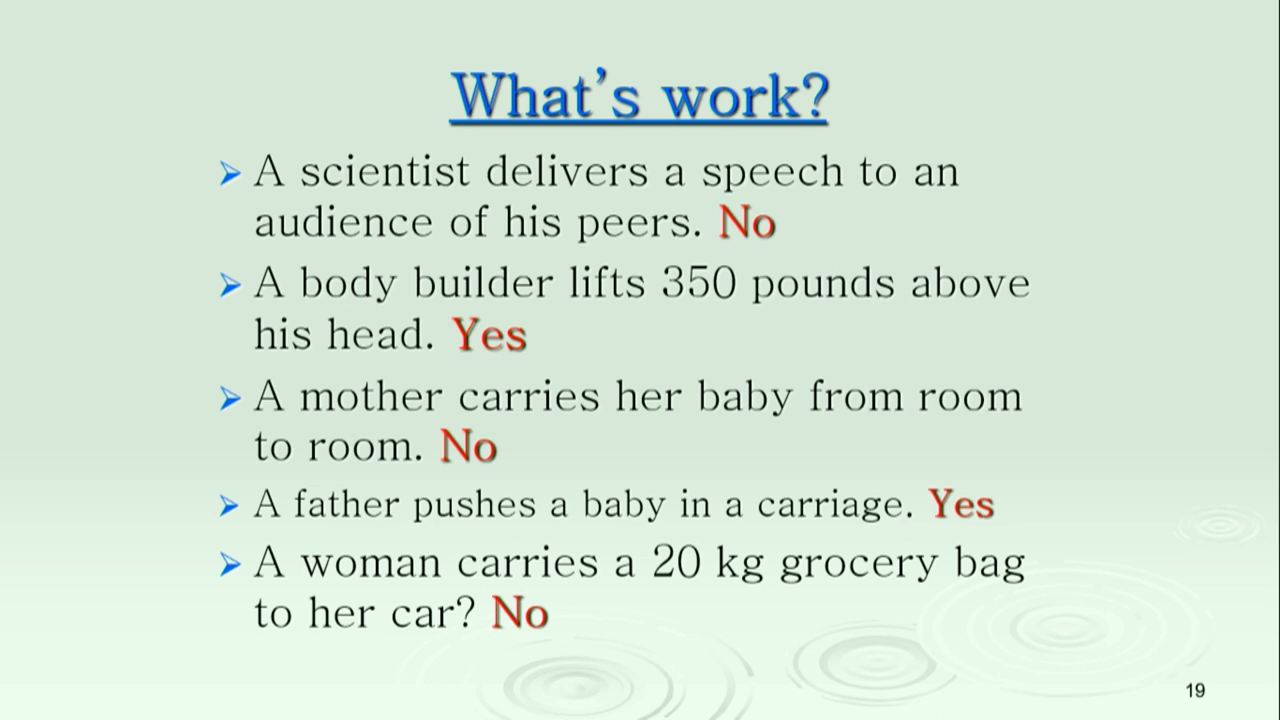 What's work?
A scientist delivers a speech to an
audience of his peers. No
A body builder lifts 350 pounds above
his head. Yes
A mother carries her baby from room
to room. No
A father pushes a baby in a carriage. Yes
A woman carries a 20 kg grocery bag
to her car? No
19